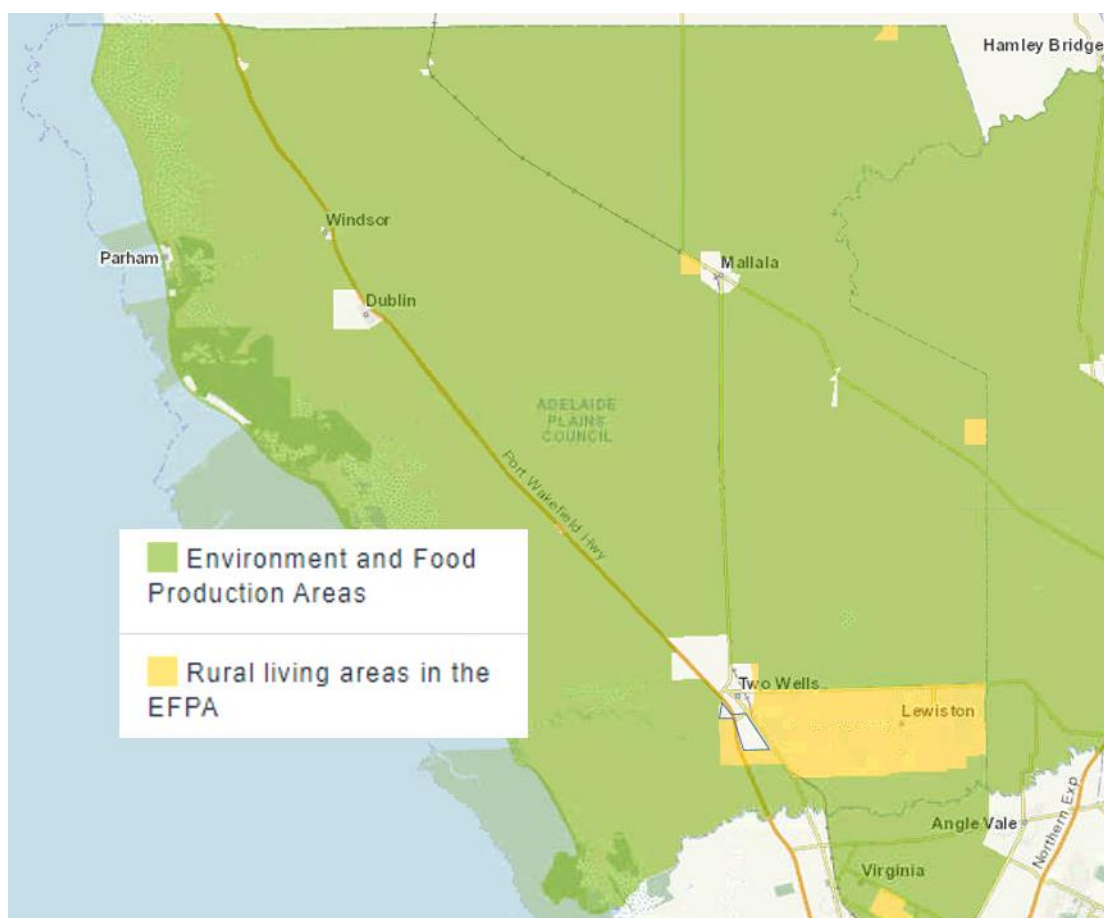 Hamley Bridge
Windsor
Parham
Mallala
Dublin
ADELAIDE
PLAINS
COUNCIL
Port Wakefield Hwy
Environment and Food
Production Areas
Rural living areas in the
EFPA
Two Wells
Lewiston
Angle Vale
Northern Exp
Virginia